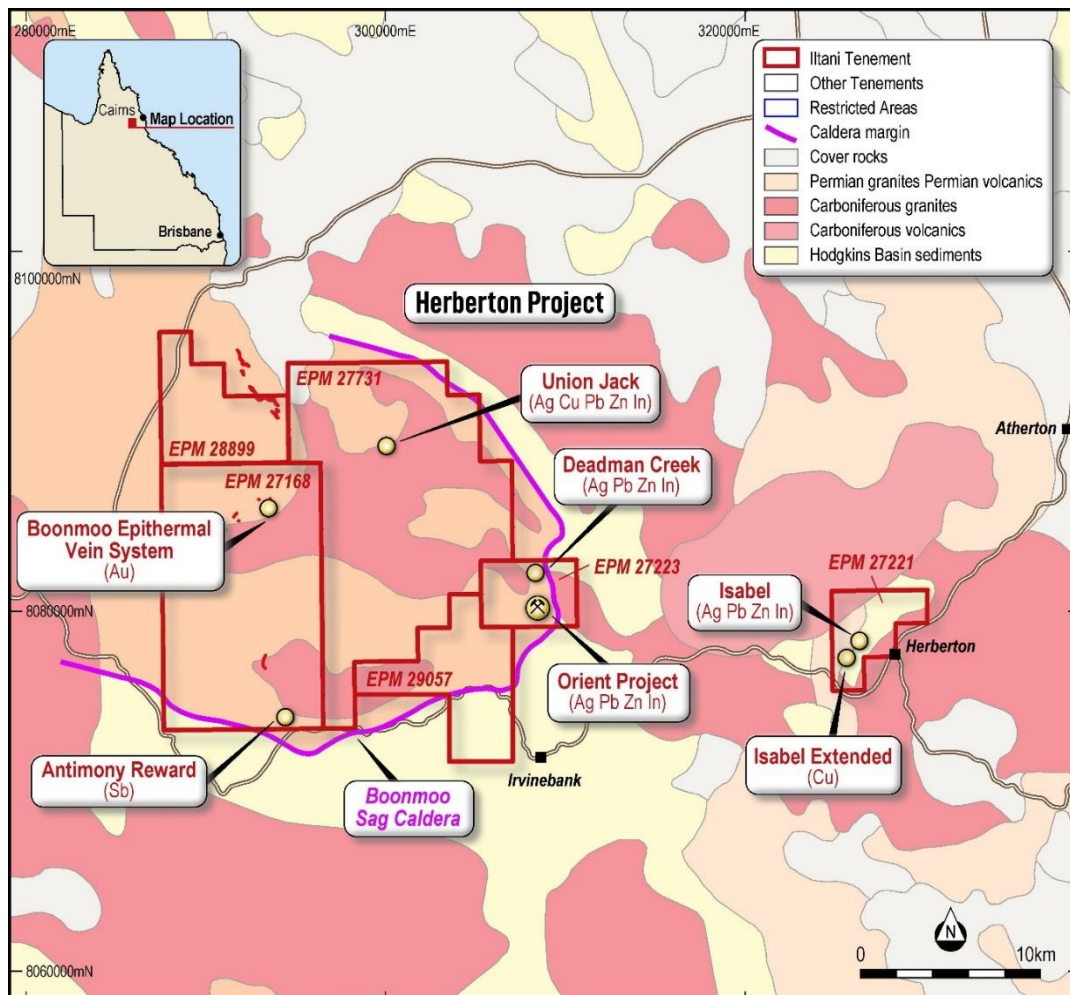 280000mE
300000mE
320000mE
Cairns
Map Location
Brisbane
Iltani Tenement
Other Tenements
Restricted Areas
Caldera margin
Cover rocks
Permian granites Permian volcanics
Carboniferous granites
Carboniferous volcanics
Hodgkins Basin sediments
8100000mN
Herberton Project
EPM 27731
Union Jack
(Ag Cu Pb Zn In)
Atherton
EPM 28899
Deadman Creek
(Ag Pb Zn In)
EPM 27168
Boonmoo Epithermal
Vein System
(Au)
EPM 27223
EPM 27221
Isabel
(Ag Pb Zn In)
8080000mN
Herberton
EPM 29057
Orient Project
(Ag Pb Zn In)
Antimony Reward
(Sb)
Irvinebank
Isabel Extended
(Cu)
Boonmoo
Sag Caldera
N
0
10km
8060000mN